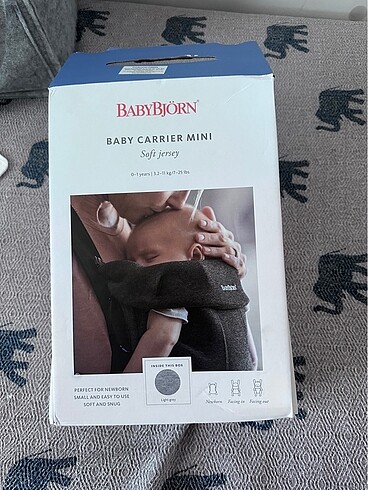 BABYBJÖRN®
BABY CARRIER MINI
Soft jersey
0-1 years | 3.2-11 kg/7-25 lbs
babybjörn
INSIDE THIS BOX
Light grey
PERFECT FOR NEWBORN
SMALL AND EASY TO USE
SOFT AND SNUG
Newborn Facing in Facing out